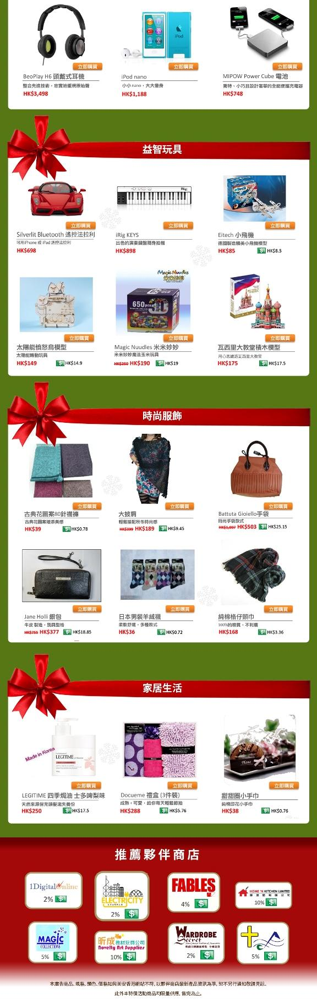 立即購買 立即購買 立即購買
BeoPlay H6 頭戴式耳機 iPod nano MIPOW Power Cube 電池
整合先進技術，忠實地重現原始聲 小小 nano，大大變身 獨特、小巧且設計奢華的全能便攜充電器
HK$3,498 HK$1,188 HK$748
益智玩具
立即購買 立即購買 立即購買
Silverlit Bluetooth 遙控法拉利 iRig KEYS Eitech 小飛機
可用iPhone 或 iPad 遙控法拉利 出色的演奏鍵盤隨身拍檔 德國製造精美小飛機模型
HK$698 HK$898 HK$85 $ HK$8.5
Magic Nuudles
650pcs 3D
立即購買 立即購買 立即購買
太陽能憤怒鳥模型 Magic Nuudles 米米妙妙 瓦西里大教堂積木模型
太陽能轉動玩具 米米妙妙魔法玉米玩具 用心思鑄造瓦西里大教堂
HK$149 $ HK$14.9 HK$250 HK$190 $ HK$19 HK$175 $ HK$17.5
時尚服飾
立即購買 立即購買 立即購買
古典花圖案80針襪褲 大披肩 Battuta Gioiello手袋
古典花圖案增添美感 輕鬆搭配秋冬時尚感 時尚手袋款式
HK$39 $ HK$0.78 HK$399 HK$189 $ HK$9.45 HK$1,007 HK$503 $ HK$25.15
立即購買 立即購買 立即購買
Jane Holli 銀包 日本男裝羊絨襪 純棉格仔頸巾
牛皮 製造，別具型格 柔軟舒適，多種款式 100%的棉質，不刺癢
HK$755 HK$377 $ HK$18.85 HK$36 $ HK$0.72 HK$168 $ HK$3.36
家居生活
Made in Korea
LEGITIME
Plane
立即購買 立即購買 立即購買
LEGITIME 四季焗油 士多啤梨味 Docueme 禮盒 (3件裝) 甜甜圈小手巾
天然來源保充頭髮流失養份 成熟 + 可愛，給你每天輕鬆節拍 純棉印花小手巾
HK$250 $ HK$17.5 HK$288 $ HK$5.76 HK$38 $ HK$0.76
推薦夥伴商店
1DigitalOnline
2% $
ELECTRICITY
2% $
FABLES
4% $
HOME 'N KITCHEN LIMITED
10% $
MAGIC
COLLECTIONS
5% $
昕成教材玩具公司
Novelty Art Supplies
10% $
WARDROBE
Secret
2% $
5% $
本廣告商品、規格、顏色、價格如與美安香港網站不符, 以夥伴商店最新產品資訊為準, 恕不另行通知敬請見諒。
此外本特價活動商品均限量供應, 售完為止。